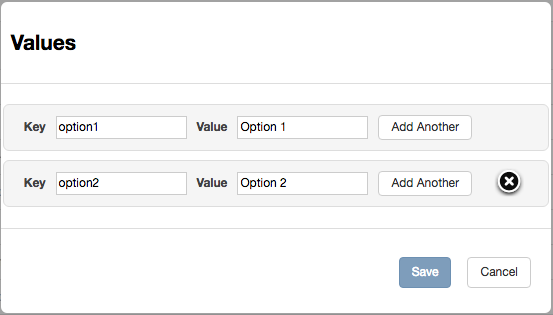 Values
Key option1 Value Option 1 Add Another
Key option2 Value Option 2 Add Another
Save Cancel